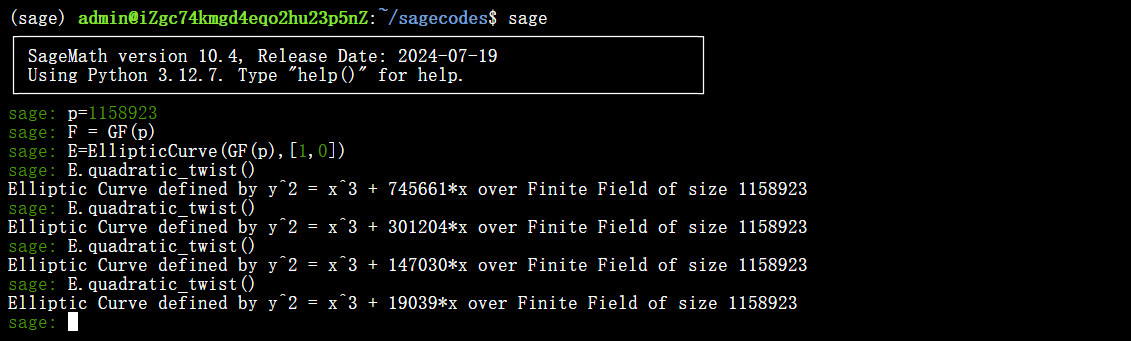 (sage) admin@iZgc74kmgd4eqo2hu23p5nZ:~/sagecodes$ sage
SageMath version 10.4, Release Date: 2024-07-19
Using Python 3.12.7. Type "help()" for help.
sage: p=1158923
sage: F = GF(p)
sage: E=EllipticCurve(GF(p),[1,0])
sage: E.quadratic_twist()
Elliptic Curve defined by y^2 = x^3 + 745661*x over Finite Field of size 1158923
sage: E.quadratic_twist()
Elliptic Curve defined by y^2 = x^3 + 301204*x over Finite Field of size 1158923
sage: E.quadratic_twist()
Elliptic Curve defined by y^2 = x^3 + 147030*x over Finite Field of size 1158923
sage: E.quadratic_twist()
Elliptic Curve defined by y^2 = x^3 + 19039*x over Finite Field of size 1158923
sage: